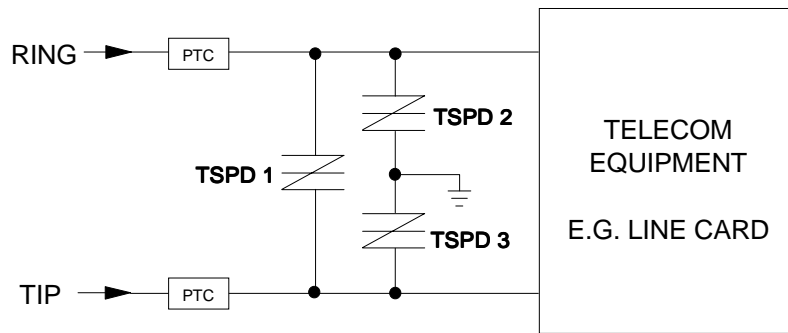 RING
PTC
TSPD 1
TSPD 2
TSPD 3
TELECOM
EQUIPMENT
E.G. LINE CARD
TIP
PTC